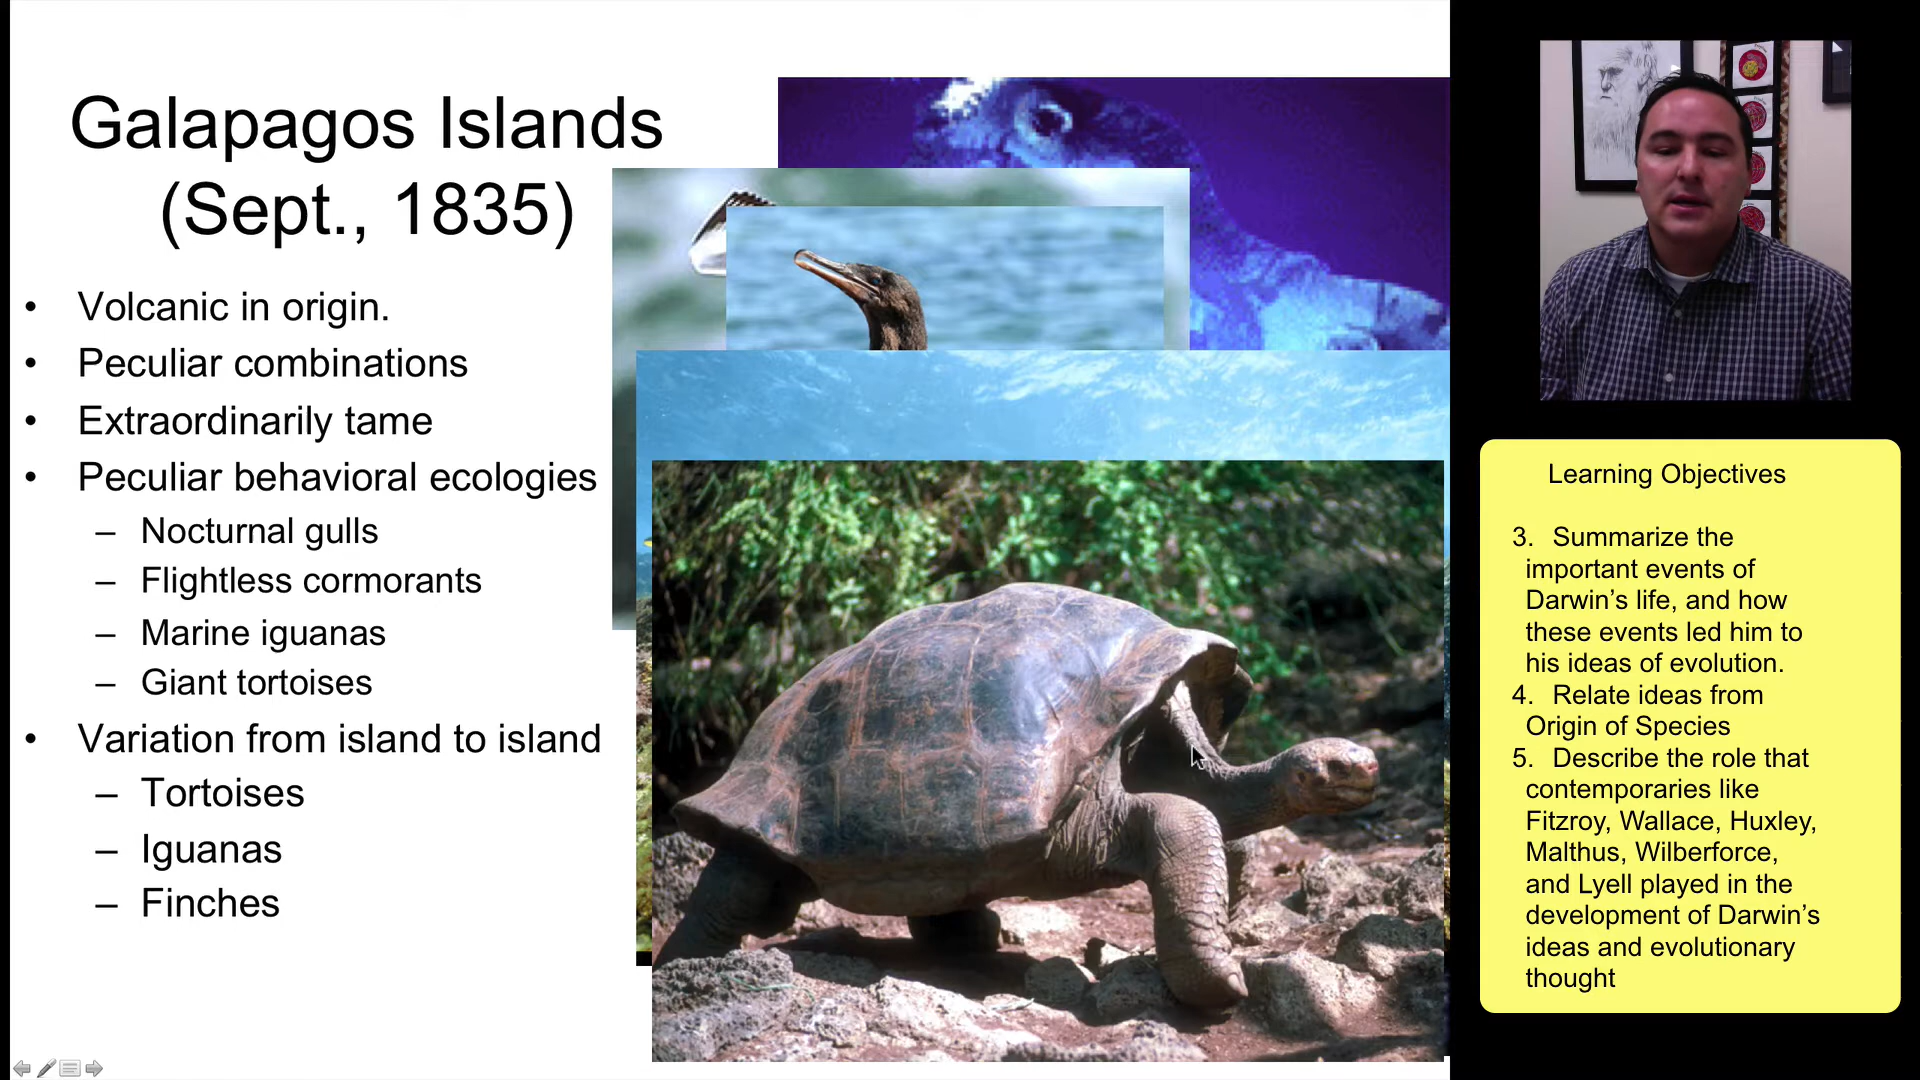 Galapagos Islands
(Sept., 1835)
• Volcanic in origin.
• Peculiar combinations
• Extraordinarily tame
• Peculiar behavioral ecologies
– Nocturnal gulls
– Flightless cormorants
– Marine iguanas
– Giant tortoises
• Variation from island to island
– Tortoises
– Iguanas
– Finches
Learning Objectives
3. Summarize the
important events of
Darwin’s life, and how
these events led him to
his ideas of evolution.
4. Relate ideas from
Origin of Species
5. Describe the role that
contemporaries like
Fitzroy, Wallace, Huxley,
Malthus, Wilberforce,
and Lyell played in the
development of Darwin’s
ideas and evolutionary
thought